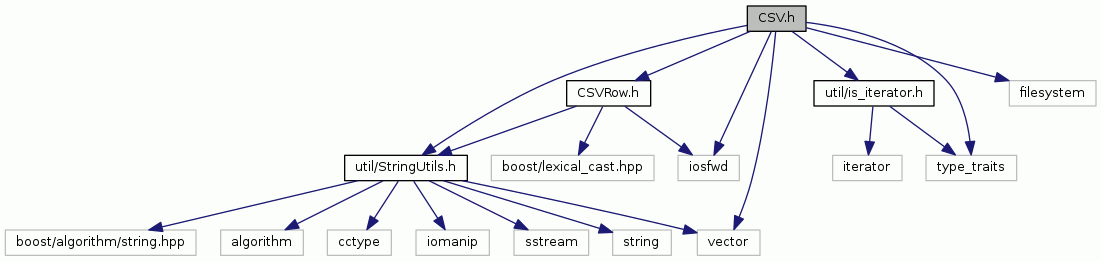 CSV.h
CSVRow.h
util/is_iterator.h
filesystem
util/StringUtils.h
boost/lexical_cast.hpp
iosfwd
iterator
type_traits
boost/algorithm/string.hpp
algorithm
cctype
iomanip
sstream
string
vector